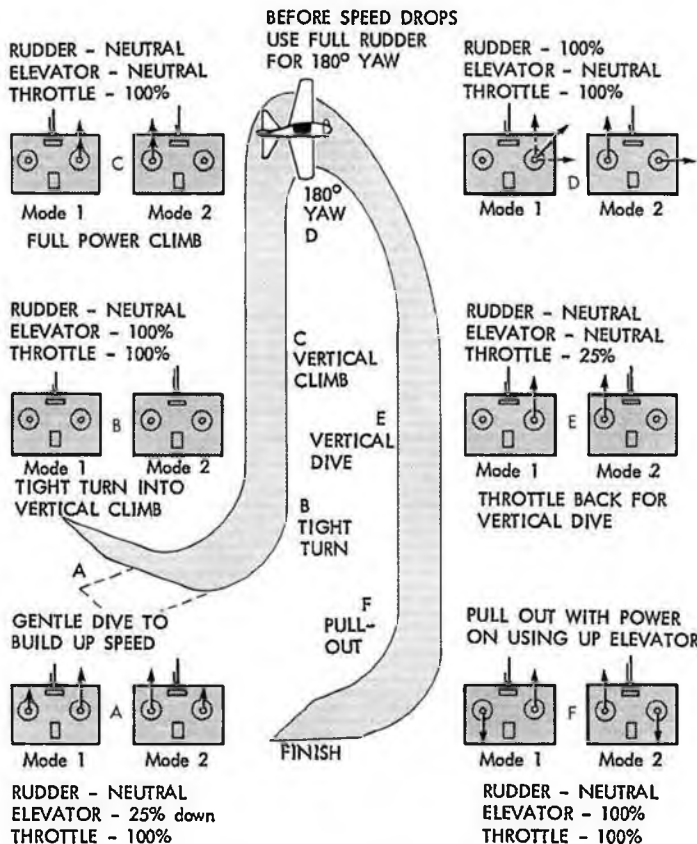 BEFORE SPEED DROPS
USE FULL RUDDER
FOR 180° YAW
RUDDER - NEUTRAL
ELEVATOR - NEUTRAL
THROTTLE - 100%
C
Mode 1
Mode 2
FULL POWER CLIMB
RUDDER - 100%
ELEVATOR - NEUTRAL
THROTTLE - 100%
D
Mode 1
Mode 2
180°
YAW
D
RUDDER - NEUTRAL
ELEVATOR - 100%
THROTTLE - 100%
B
Mode 1
Mode 2
TIGHT TURN INTO
VERTICAL CLIMB
C
VERTICAL
CLIMB
E
VERTICAL
DIVE
RUDDER - NEUTRAL
ELEVATOR - NEUTRAL
THROTTLE - 25%
E
Mode 1
Mode 2
THROTTLE BACK FOR
VERTICAL DIVE
B
TIGHT
TURN
A
GENTLE DIVE TO
BUILD UP SPEED
A
Mode 1
Mode 2
RUDDER - NEUTRAL
ELEVATOR - 25% down
THROTTLE - 100%
F
PULL-
OUT
FINISH
PULL OUT WITH POWER
ON USING UP ELEVATOR
F
Mode 1
Mode 2
RUDDER - NEUTRAL
ELEVATOR - 100%
THROTTLE - 100%